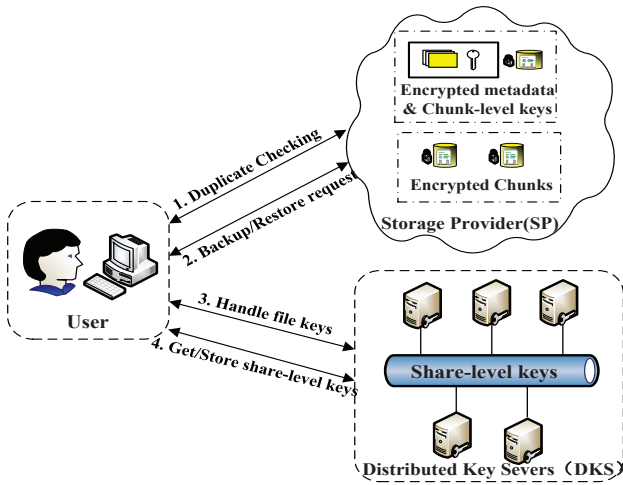 Encrypted metadata
& Chunk-level keys
Encrypted Chunks
Storage Provider(SP)
1. Duplicate Checking
2. Backup/Restore request
User
3. Handle file keys
4. Get/Store share-level keys
Share-level keys
Distributed Key Severs（DKS）